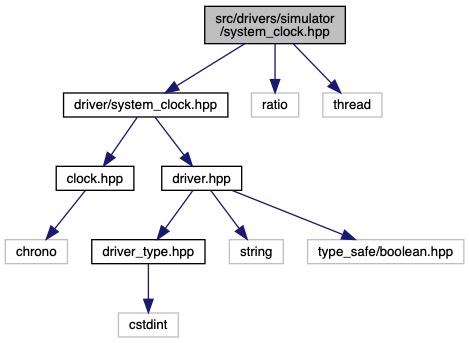 src/drivers/simulator
/system_clock.hpp
driver/system_clock.hpp
ratio
thread
clock.hpp
driver.hpp
chrono
driver_type.hpp
string
type_safe/boolean.hpp
cstdint